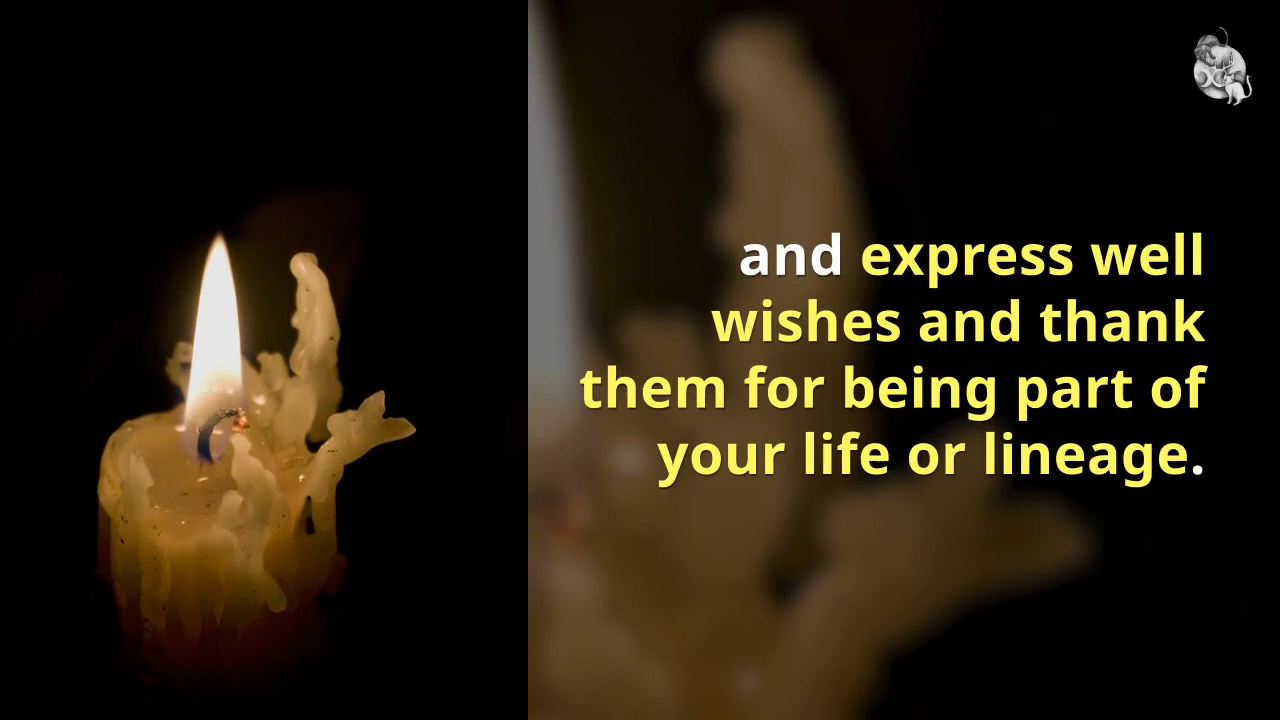 and express well
wishes and thank
them for being part of
your life or lineage.